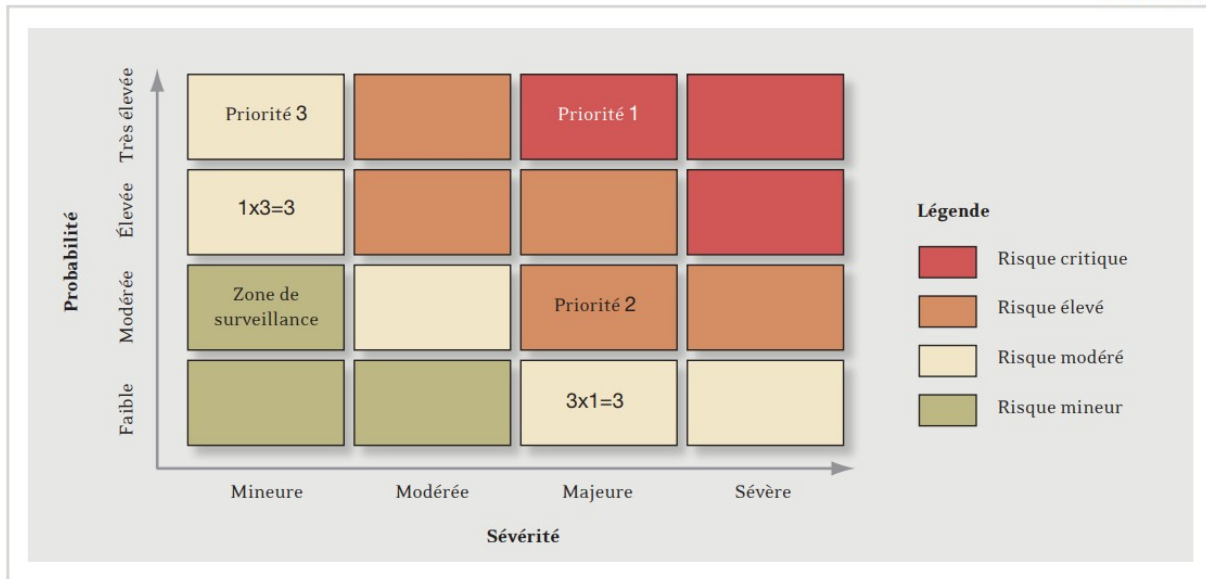 Probabilité
Très élevée
Élevée
Modérée
Faible
Priorité 3
Priorité 1
1x3=3
Zone de
surveillance
Priorité 2
3x1=3
Mineure
Modérée
Majeure
Sévère
Sévérité
Légende
Risque critique
Risque élevé
Risque modéré
Risque mineur